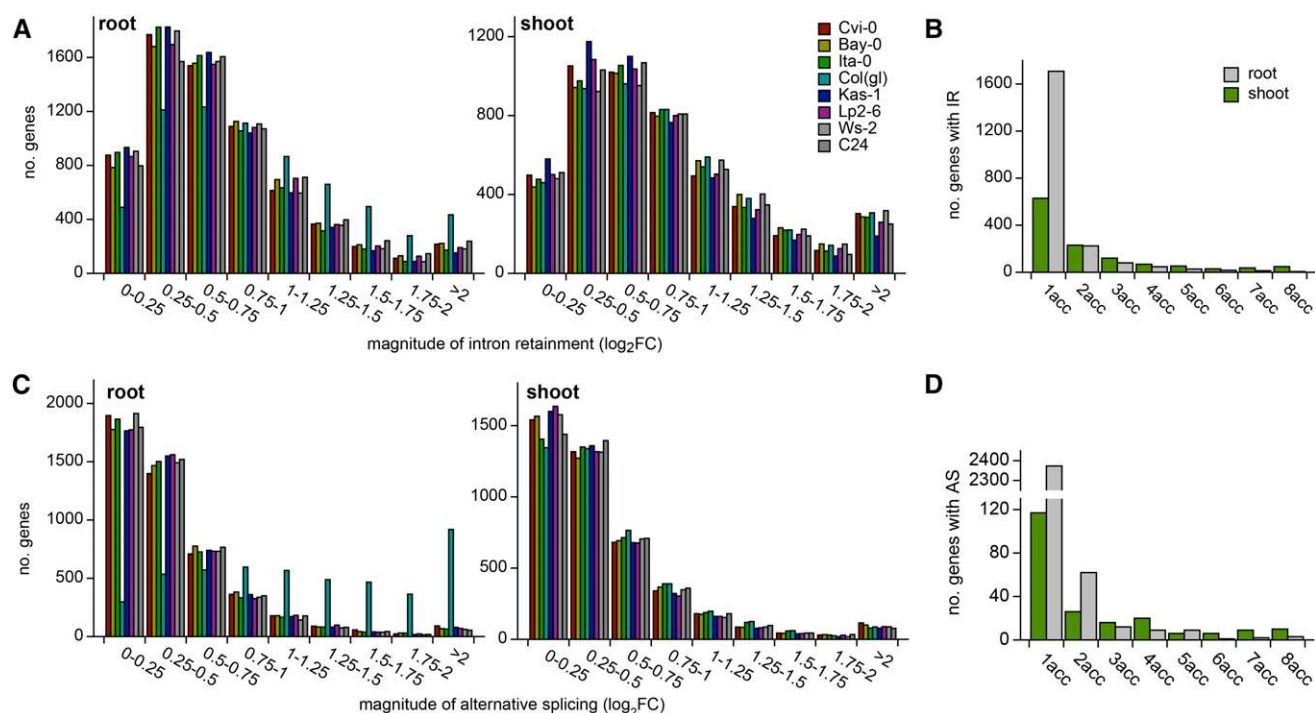 A
root
no. genes
1600
1200
800
400
0
0-0.25
0.25-0.5
0.5-0.75
0.75-1
1-1.25
1.25-1.5
1.5-1.75
1.75-2
>2
shoot
1200
800
400
0
0-0.25
0.25-0.5
0.5-0.75
0.75-1
1-1.25
1.25-1.5
1.5-1.75
1.75-2
>2
Cvi-0
Bay-0
Ita-0
Col(gl)
Kas-1
Lp2-6
Ws-2
C24
magnitude of intron retainment (log₂FC)
B
no. genes with IR
1600
1200
800
400
0
root
shoot
1acc
2acc
3acc
4acc
5acc
6acc
7acc
8acc
C
root
no. genes
2000
1500
1000
500
0
0-0.25
0.25-0.5
0.5-0.75
0.75-1
1-1.25
1.25-1.5
1.5-1.75
1.75-2
>2
shoot
1500
1000
500
0
0-0.25
0.25-0.5
0.5-0.75
0.75-1
1-1.25
1.25-1.5
1.5-1.75
1.75-2
>2
magnitude of alternative splicing (log₂FC)
D
no. genes with AS
2400
2300
120
80
40
0
1acc
2acc
3acc
4acc
5acc
6acc
7acc
8acc